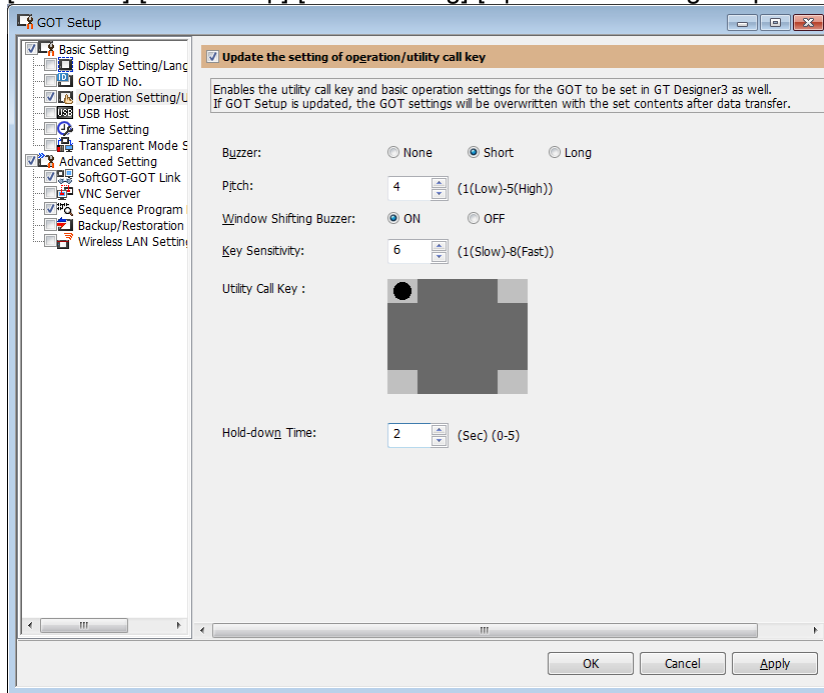 GOT Setup
Basic Setting
Display Setting/Lang
GOT ID No.
Operation Setting/U
USB Host
Time Setting
Transparent Mode S
Advanced Setting
SoftGOT-GOT Link
VNC Server
Sequence Program
Backup/Restoration
Wireless LAN Setting
Update the setting of operation/utility call key
Enables the utility call key and basic operation settings for the GOT to be set in GT Designer3 as well.
If GOT Setup is updated, the GOT settings will be overwritten with the set contents after data transfer.
Buzzer: None Short Long
Pitch: 4 (1(Low)-5(High))
Window Shifting Buzzer: ON OFF
Key Sensitivity: 6 (1(Slow)-8(Fast))
Utility Call Key :
Hold-down Time: 2 (Sec) (0-5)
OK Cancel Apply